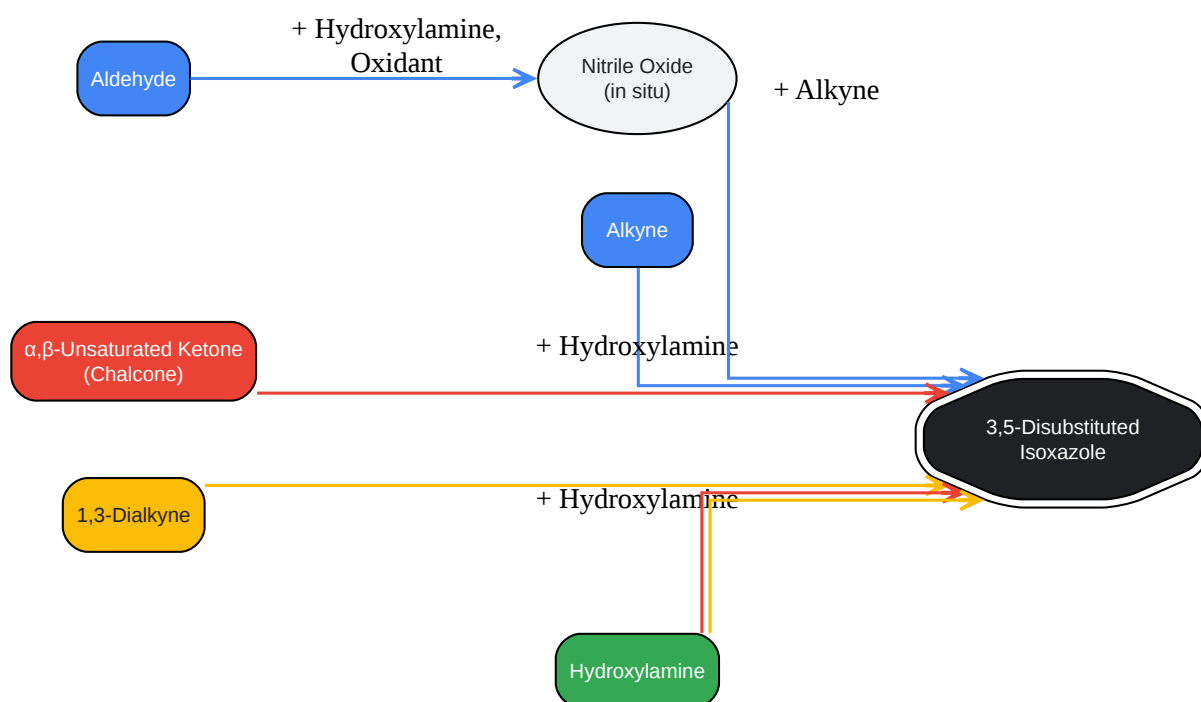 + Hydroxylamine,
Oxidant
Aldehyde
Nitrile Oxide
(in situ)
+ Alkyne
Alkyne
α,β-Unsaturated Ketone
(Chalcone)
+ Hydroxylamine
3,5-Disubstituted
Isoxazole
1,3-Dialkyne
+ Hydroxylamine
Hydroxylamine